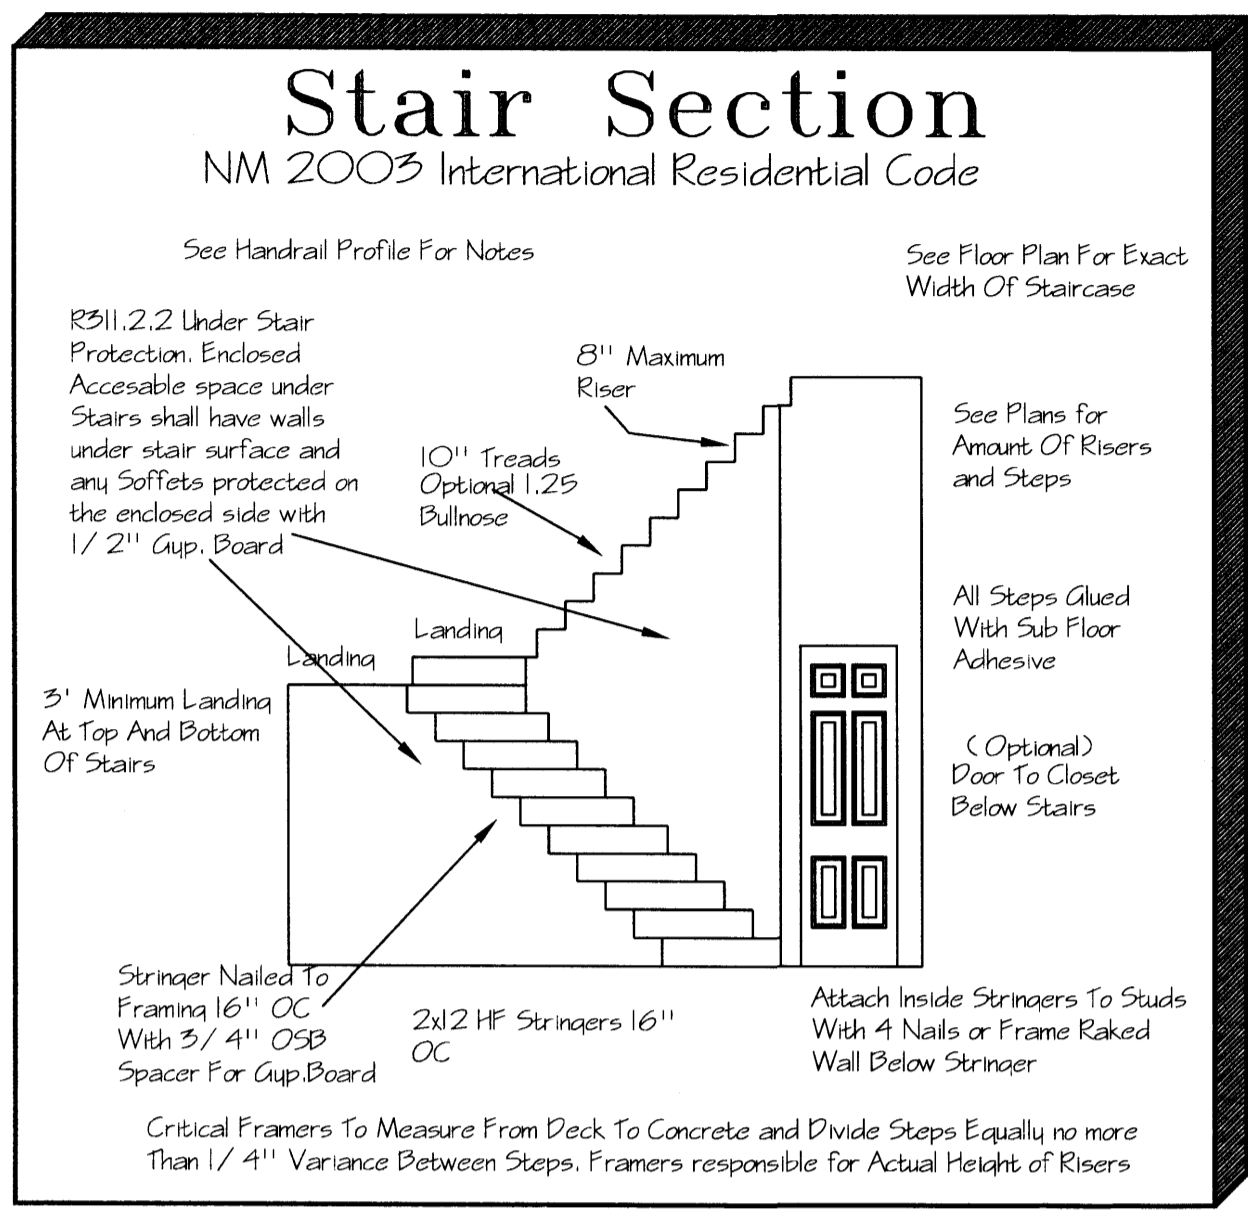 Stair Section
NM 2003 International Residential Code
See Handrail Profile For Notes
See Floor Plan For Exact
Width Of Staircase
R311.2.2 Under Stair
Protection. Enclosed
Accesable space under
Stairs shall have walls
under stair surface and
any Soffets protected on
the enclosed side with
1/2" Gyp. Board
8" Maximum
Riser
10" Treads
Optional 1.25
Bullnose
See Plans for
Amount Of Risers
and Steps
All Steps Glued
With Sub Floor
Adhesive
Landing
Landing
3' Minimum Landing
At Top And Bottom
Of Stairs
(Optional)
Door To Closet
Below Stairs
Stringer Nailed To
Framing 16" OC
With 3/4" OSB
Spacer For Gyp.Board
2x12 HF Stringers 16"
OC
Attach Inside Stringers To Studs
With 4 Nails or Frame Raked
Wall Below Stringer
Critical Framers To Measure From Deck To Concrete and Divide Steps Equally no more
Than 1/4" Variance Between Steps. Framers responsible for Actual Height of Risers